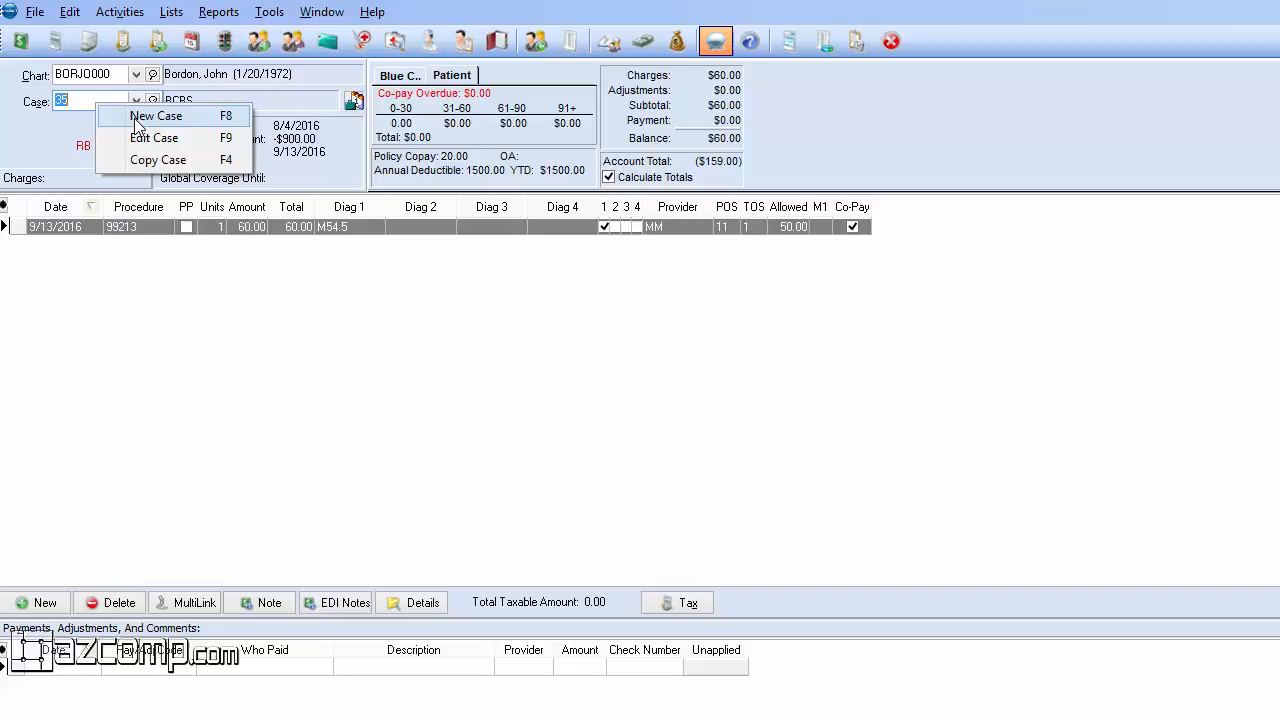 File Edit Activities Lists Reports Tools Window Help
Chart: BORJO000 Bordon, John (1/20/1972)
Case: 35 BCBS
New Case F8
Edit Case F9
Copy Case F4
RB
8/4/2016
-$900.00
9/13/2016
Charges: Global Coverage Until:
Blue C.. Patient
Co-pay Overdue: $0.00
0-30 31-60 61-90 91+
0.00 $0.00 $0.00 $0.00
Total: $0.00
Policy Copay: 20.00 OA:
Annual Deductible: 1500.00 YTD: $1500.00
Charges: $60.00
Adjustments: $0.00
Subtotal: $60.00
Payment: $0.00
Balance: $60.00
Account Total: ($159.00)
Calculate Totals
Date Procedure PP Units Amount Total Diag 1 Diag 2 Diag 3 Diag 4 1 2 3 4 Provider POS TOS Allowed M1 Co-Pay
9/13/2016 99213 1 60.00 60.00 M54.5 MM 11 1 50.00
New Delete MultiLink Note EDI Notes Details Total Taxable Amount: 0.00 Tax
Payments, Adjustments, And Comments:
Date Pay/Adj Code Who Paid Description Provider Amount Check Number Unapplied
azcomp.com